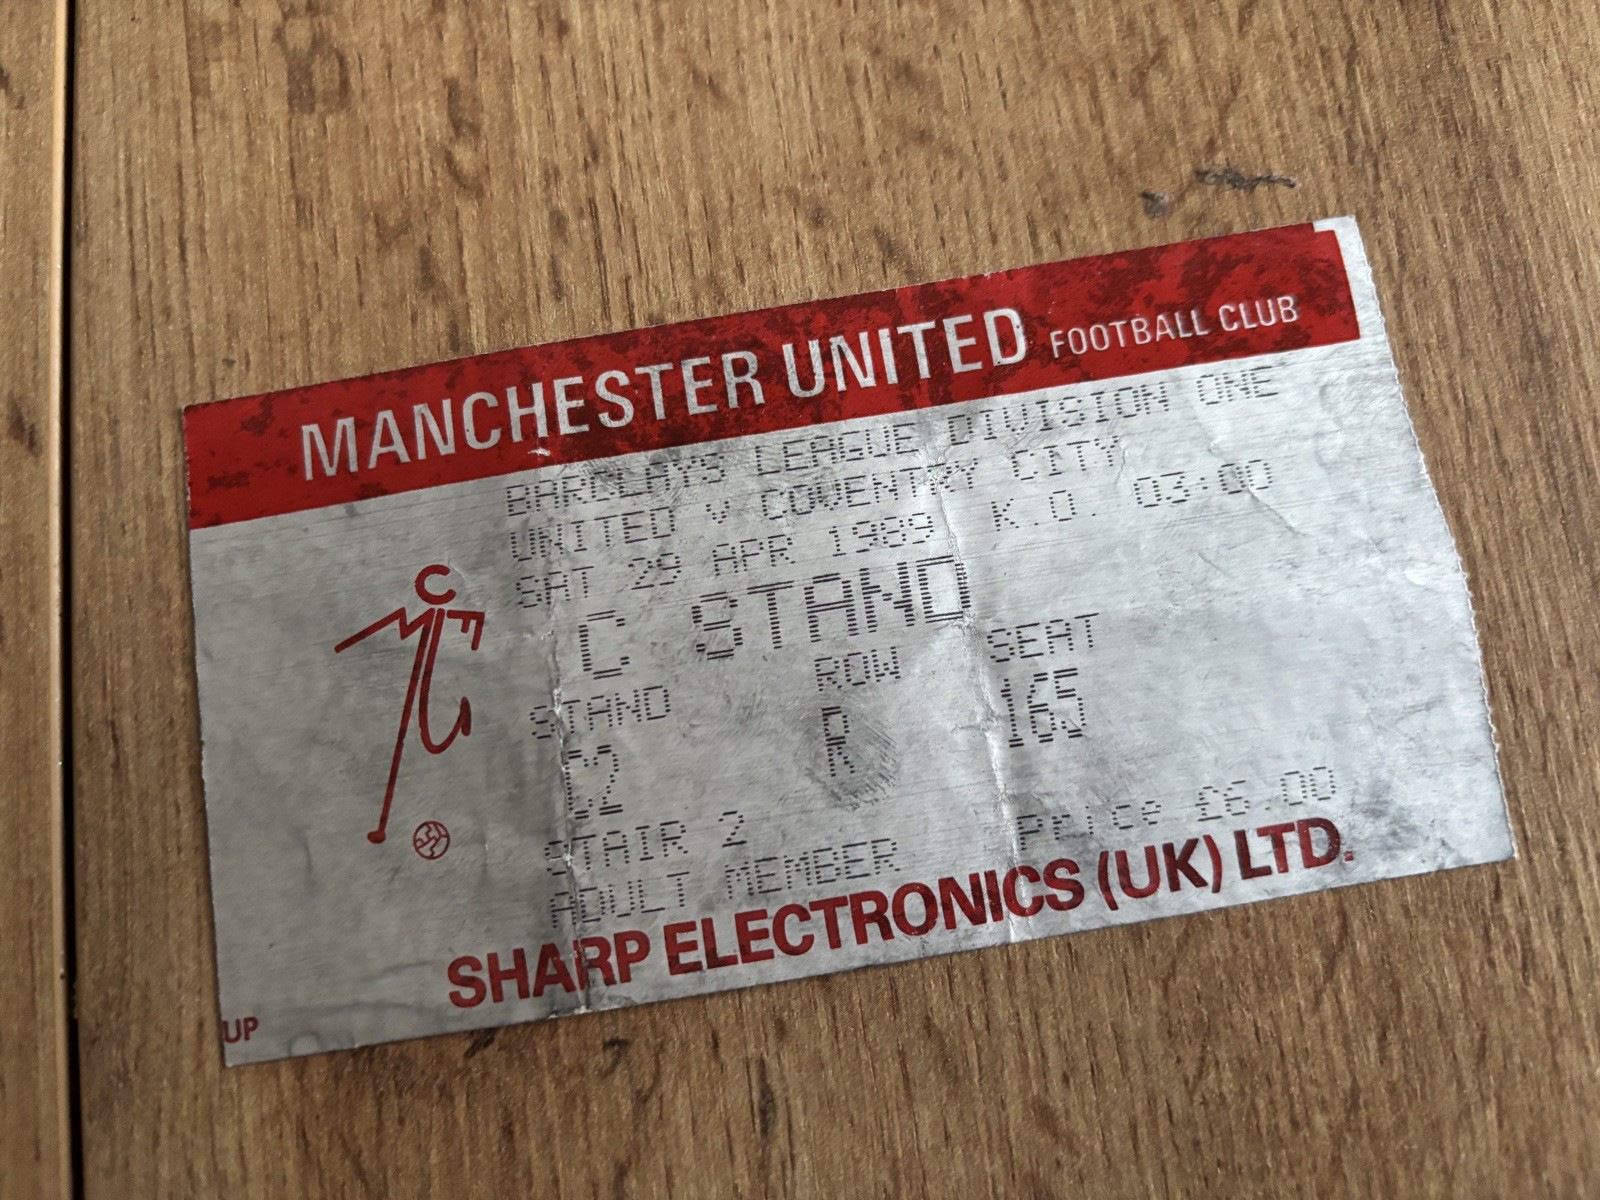 MANCHESTER UNITED FOOTBALL CLUB
BARCLAYS LEAGUE DIVISION ONE
UNITED V COVENTRY CITY
SAT 29 APR 1989 K.O. 03:00
C STAND
STAND ROW SEAT
C2 R 165
STAIR 2
ADULT MEMBER Price £6.00
SHARP ELECTRONICS (UK) LTD.
UP